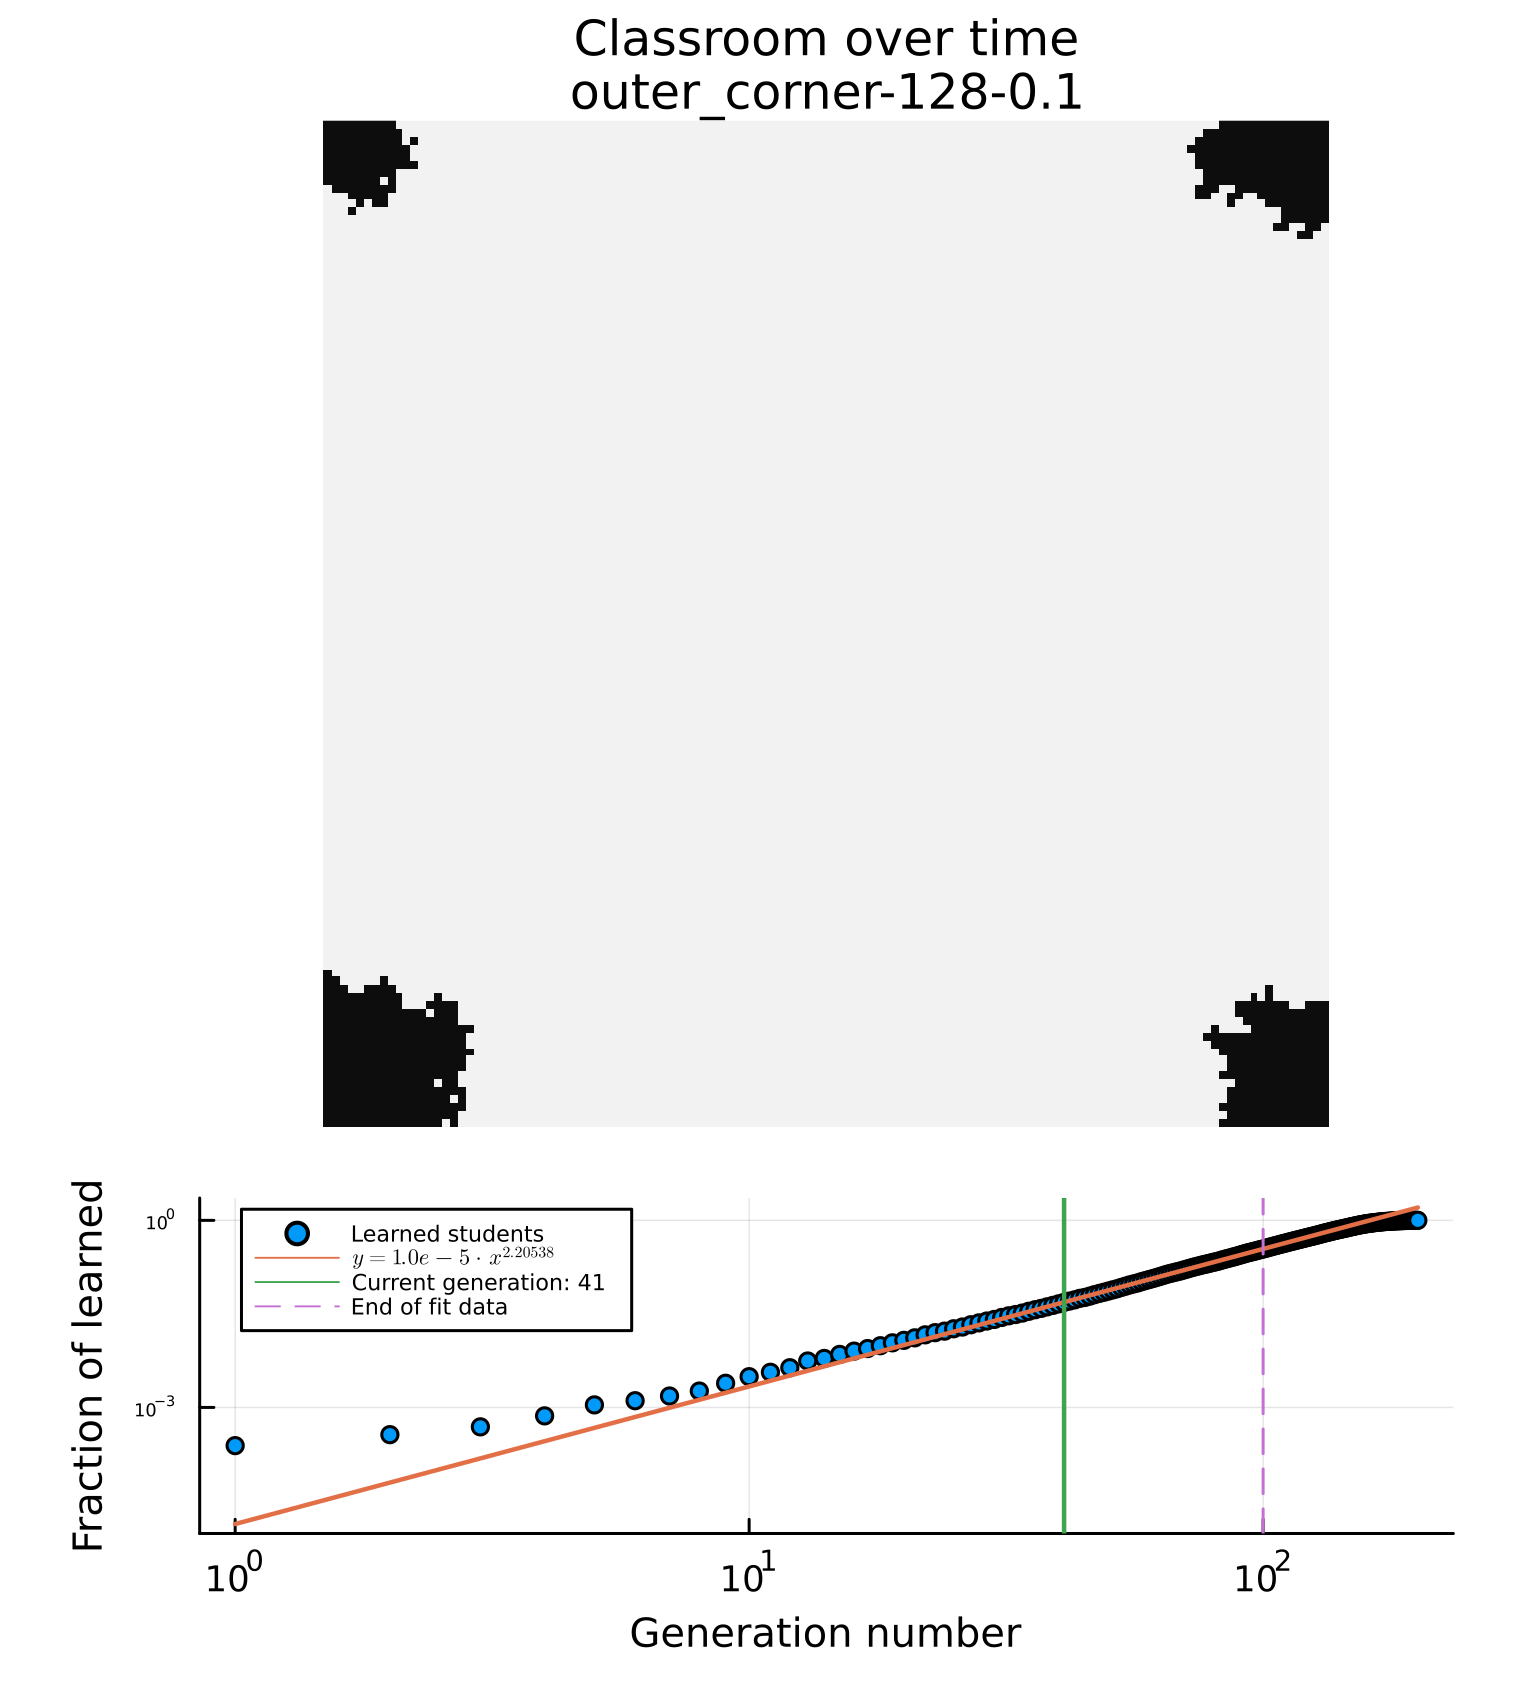 Classroom over time
outer_corner-128-0.1
Fraction of learned
10^0
10^-3
Learned students
y = 1.0e − 5 · x^2.20538
Current generation: 41
End of fit data
10^0
10^1
10^2
Generation number